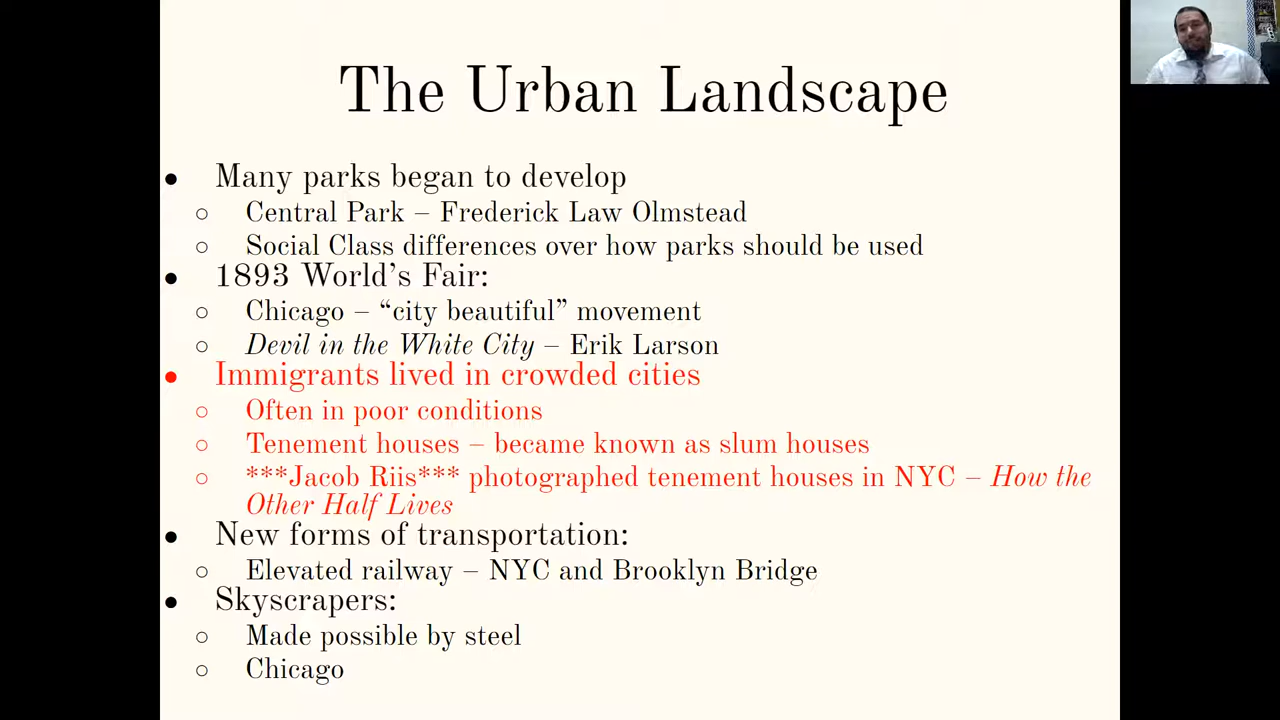 The Urban Landscape
● Many parks began to develop
○ Central Park – Frederick Law Olmstead
○ Social Class differences over how parks should be used
● 1893 World’s Fair:
○ Chicago – “city beautiful” movement
○ Devil in the White City – Erik Larson
● Immigrants lived in crowded cities
○ Often in poor conditions
○ Tenement houses – became known as slum houses
○ ***Jacob Riis*** photographed tenement houses in NYC – How the
Other Half Lives
● New forms of transportation:
○ Elevated railway – NYC and Brooklyn Bridge
● Skyscrapers:
○ Made possible by steel
○ Chicago